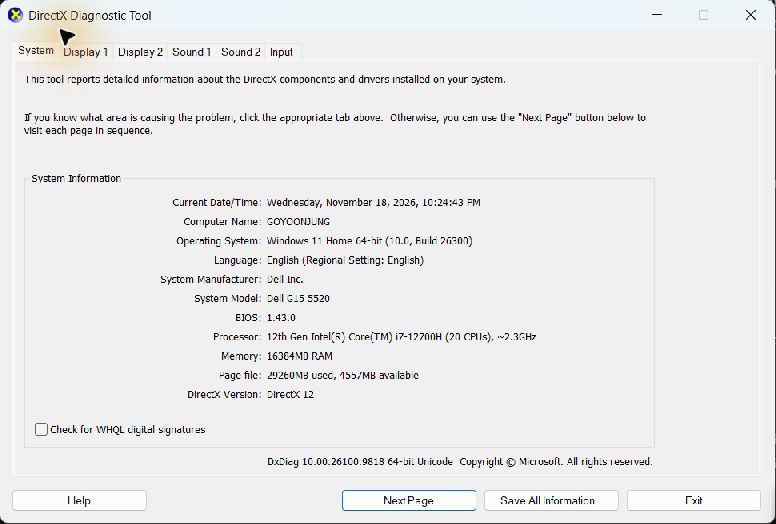 DirectX Diagnostic Tool
System Display 1 Display 2 Sound 1 Sound 2 Input
This tool reports detailed information about the DirectX components and drivers installed on your system.
If you know what area is causing the problem, click the appropriate tab above.  Otherwise, you can use the "Next Page" button below to
visit each page in sequence.
System Information
Current Date/Time: Wednesday, November 18, 2026, 10:24:43 PM
Computer Name: GOYOONJUNG
Operating System: Windows 11 Home 64-bit (10.0, Build 26300)
Language: English (Regional Setting: English)
System Manufacturer: Dell Inc.
System Model: Dell G15 5520
BIOS: 1.43.0
Processor: 12th Gen Intel(R) Core(TM) i7-12700H (20 CPUs), ~2.3GHz
Memory: 16384MB RAM
Page file: 29260MB used, 4557MB available
DirectX Version: DirectX 12
Check for WHQL digital signatures
DxDiag 10.00.26100.9818 64-bit Unicode  Copyright © Microsoft. All rights reserved.
Help Next Page Save All Information Exit